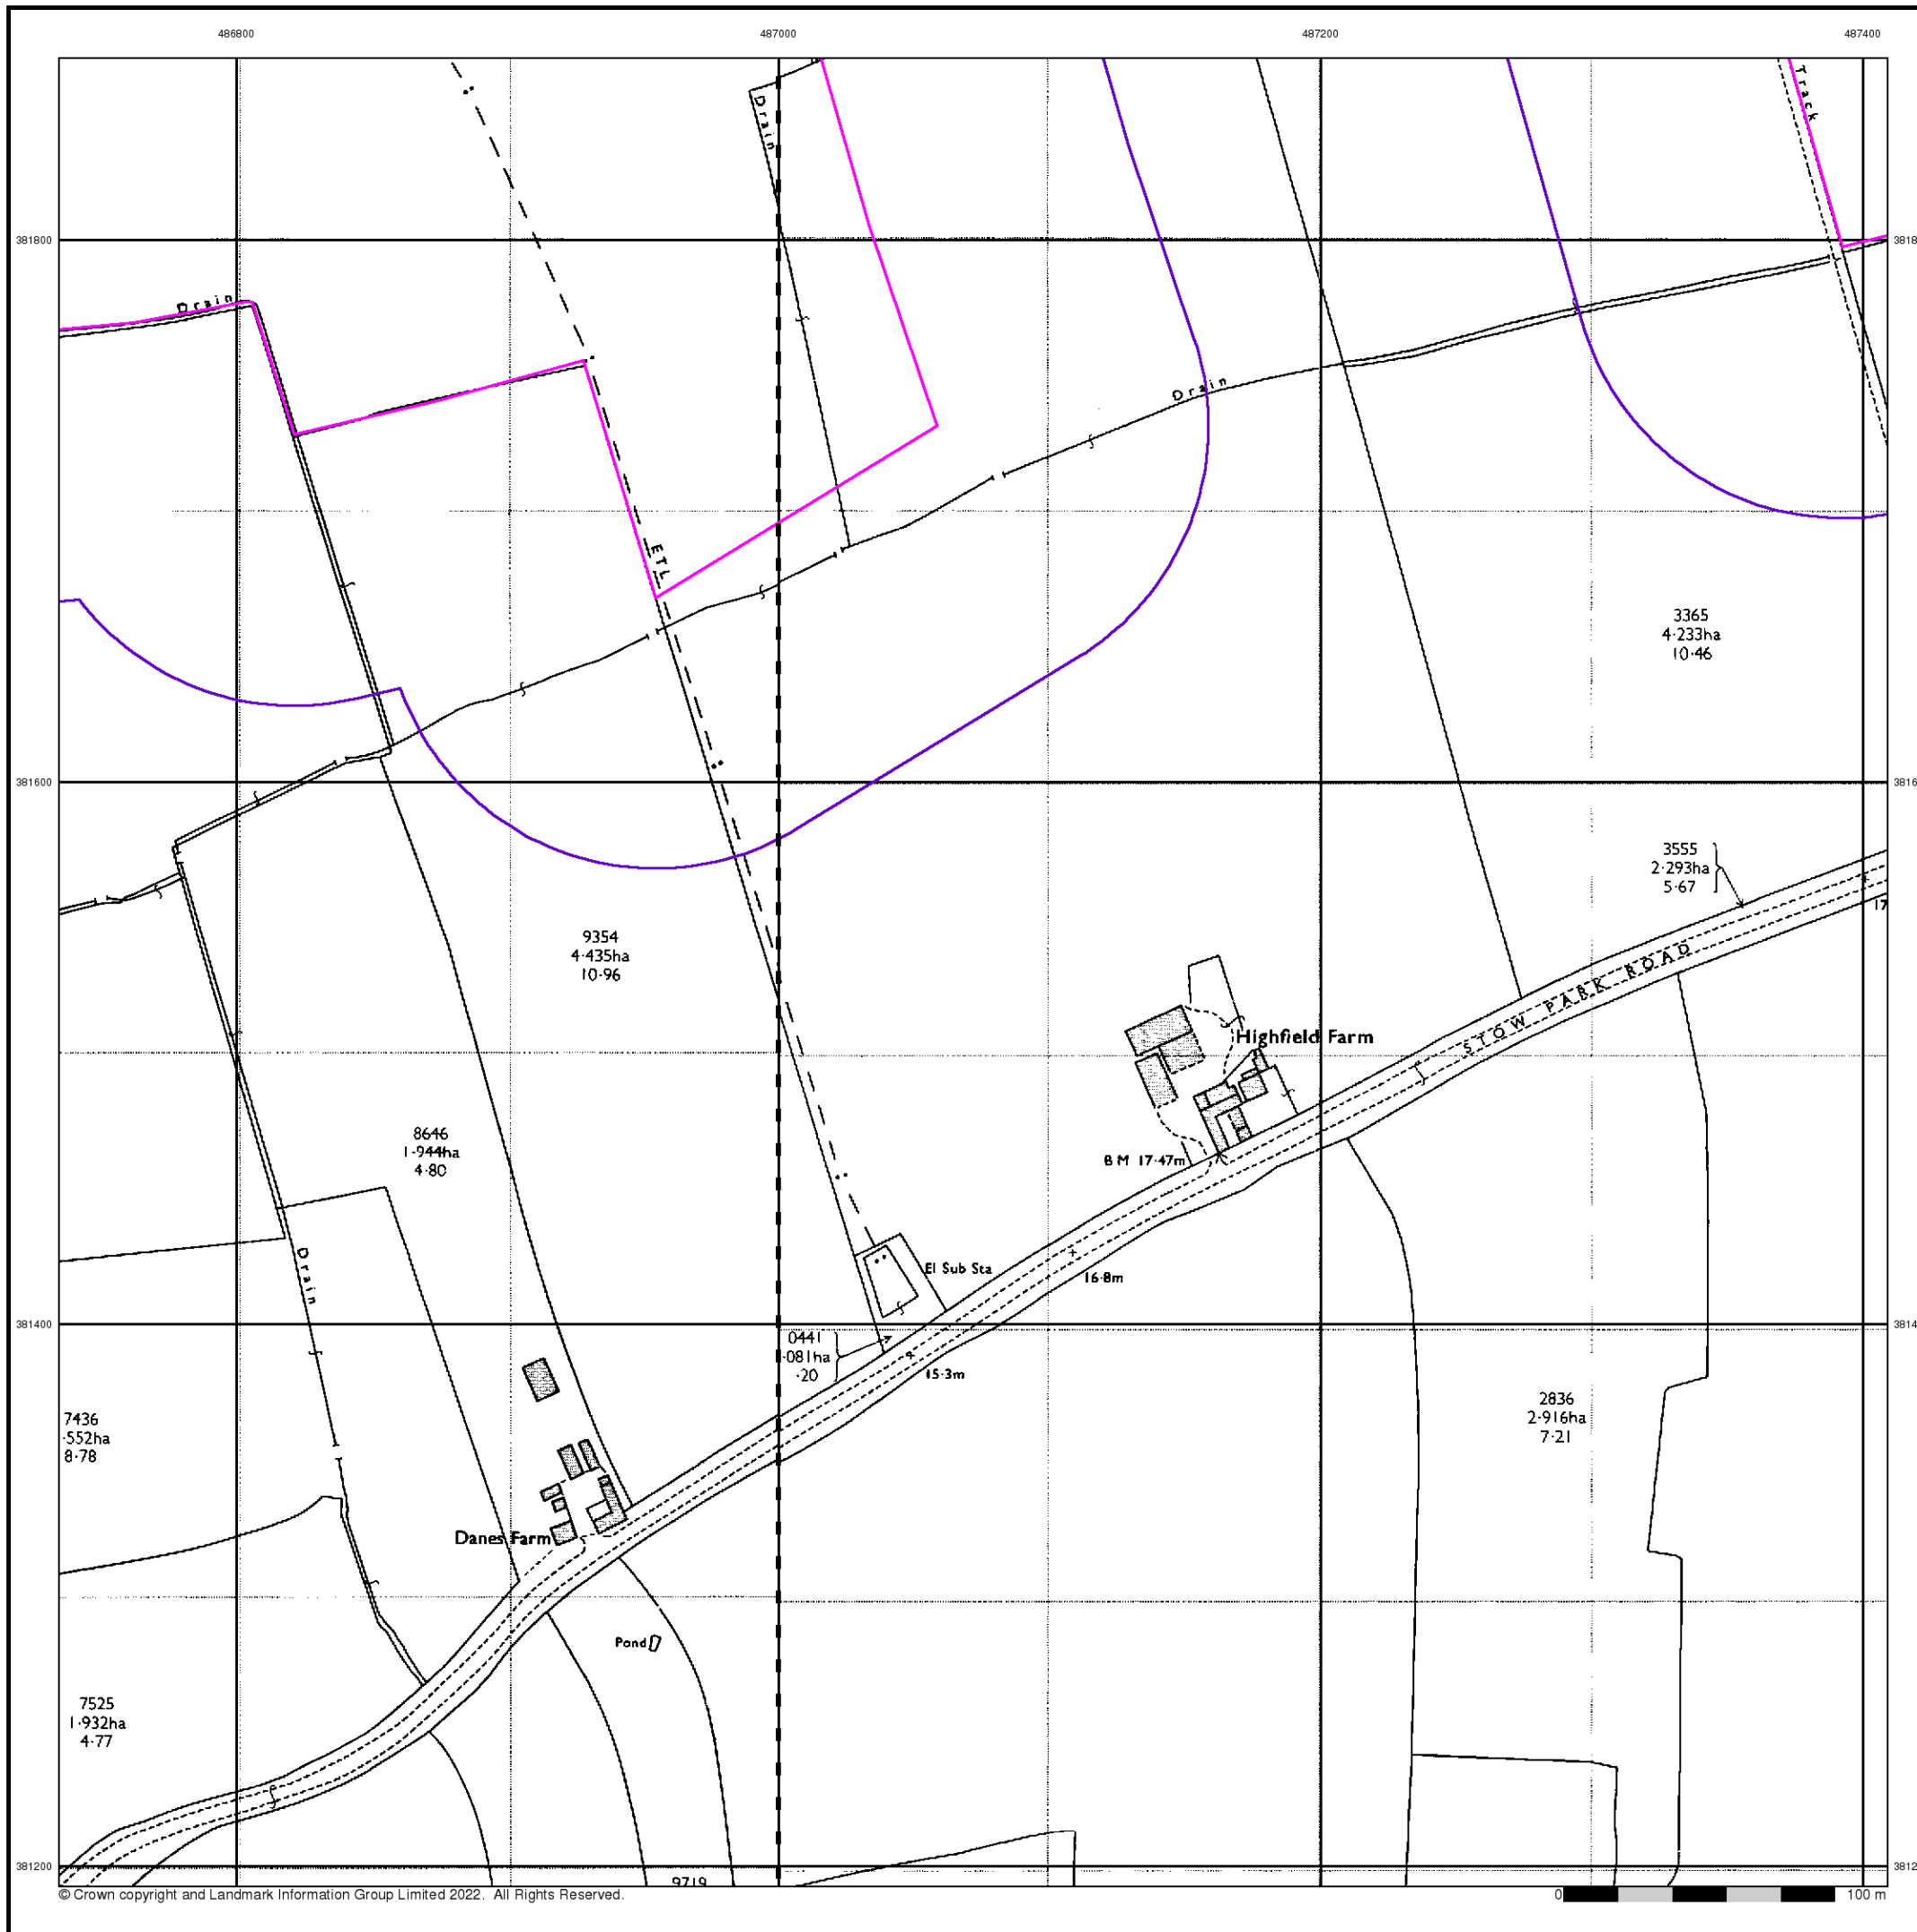 486800
487000
487200
487400
Track
Drain
381800
3818
Drain
Drain
ETL
3365
4·233ha
10·46
381600
3816
3555
2·293ha
5·67
17
9354
4·435ha
10·96
STOW PARK ROAD
Highfield Farm
8646
1·944ha
4·80
BM 17·47m
Drain
El Sub Sta
16·8m
381400
3814
0441
·081ha
·20
15·3m
7436
·552ha
8·78
2836
2·916ha
7·21
Danes Farm
Pond
7525
1·932ha
4·77
381200
3812
9719
© Crown copyright and Landmark Information Group Limited 2022. All Rights Reserved.
0
100 m